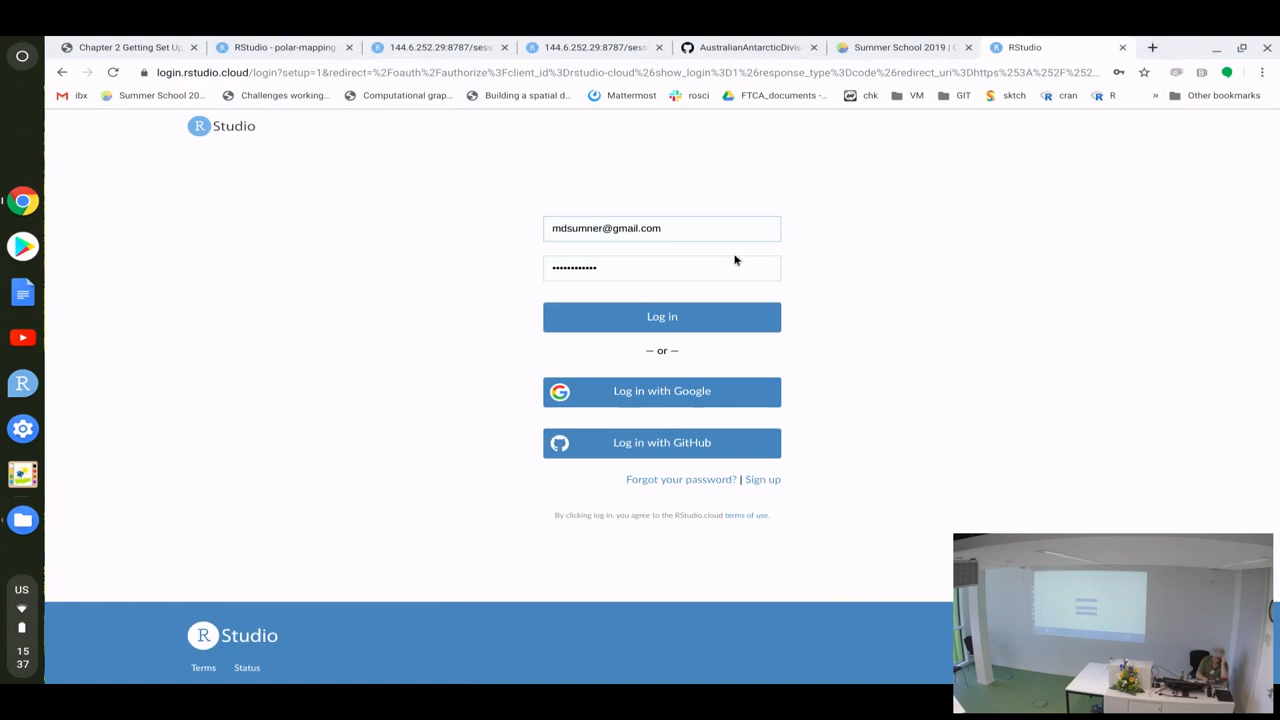 Chapter 2 Getting Set Up
RStudio - polar-mapping
144.6.252.29:8787/sess
144.6.252.29:8787/sess
AustralianAntarcticDivis
Summer School 2019 | O
RStudio
login.rstudio.cloud/login?setup=1&redirect=%2Foauth%2Fauthorize%3Fclient_id%3Drstudio-cloud%26show_login%3D1%26response_type%3Dcode%26redirect_uri%3Dhttps%253A%252F%252...
ibx
Summer School 20...
Challenges working...
Computational grap...
Building a spatial d...
Mattermost
rosci
FTCA_documents -...
chk
VM
GIT
sktch
cran
R
»
Other bookmarks
R Studio
mdsumner@gmail.com
••••••••••••
Log in
— or —
Log in with Google
Log in with GitHub
Forgot your password? | Sign up
By clicking log in, you agree to the RStudio.cloud terms of use.
R Studio
Terms Status
US
15
37